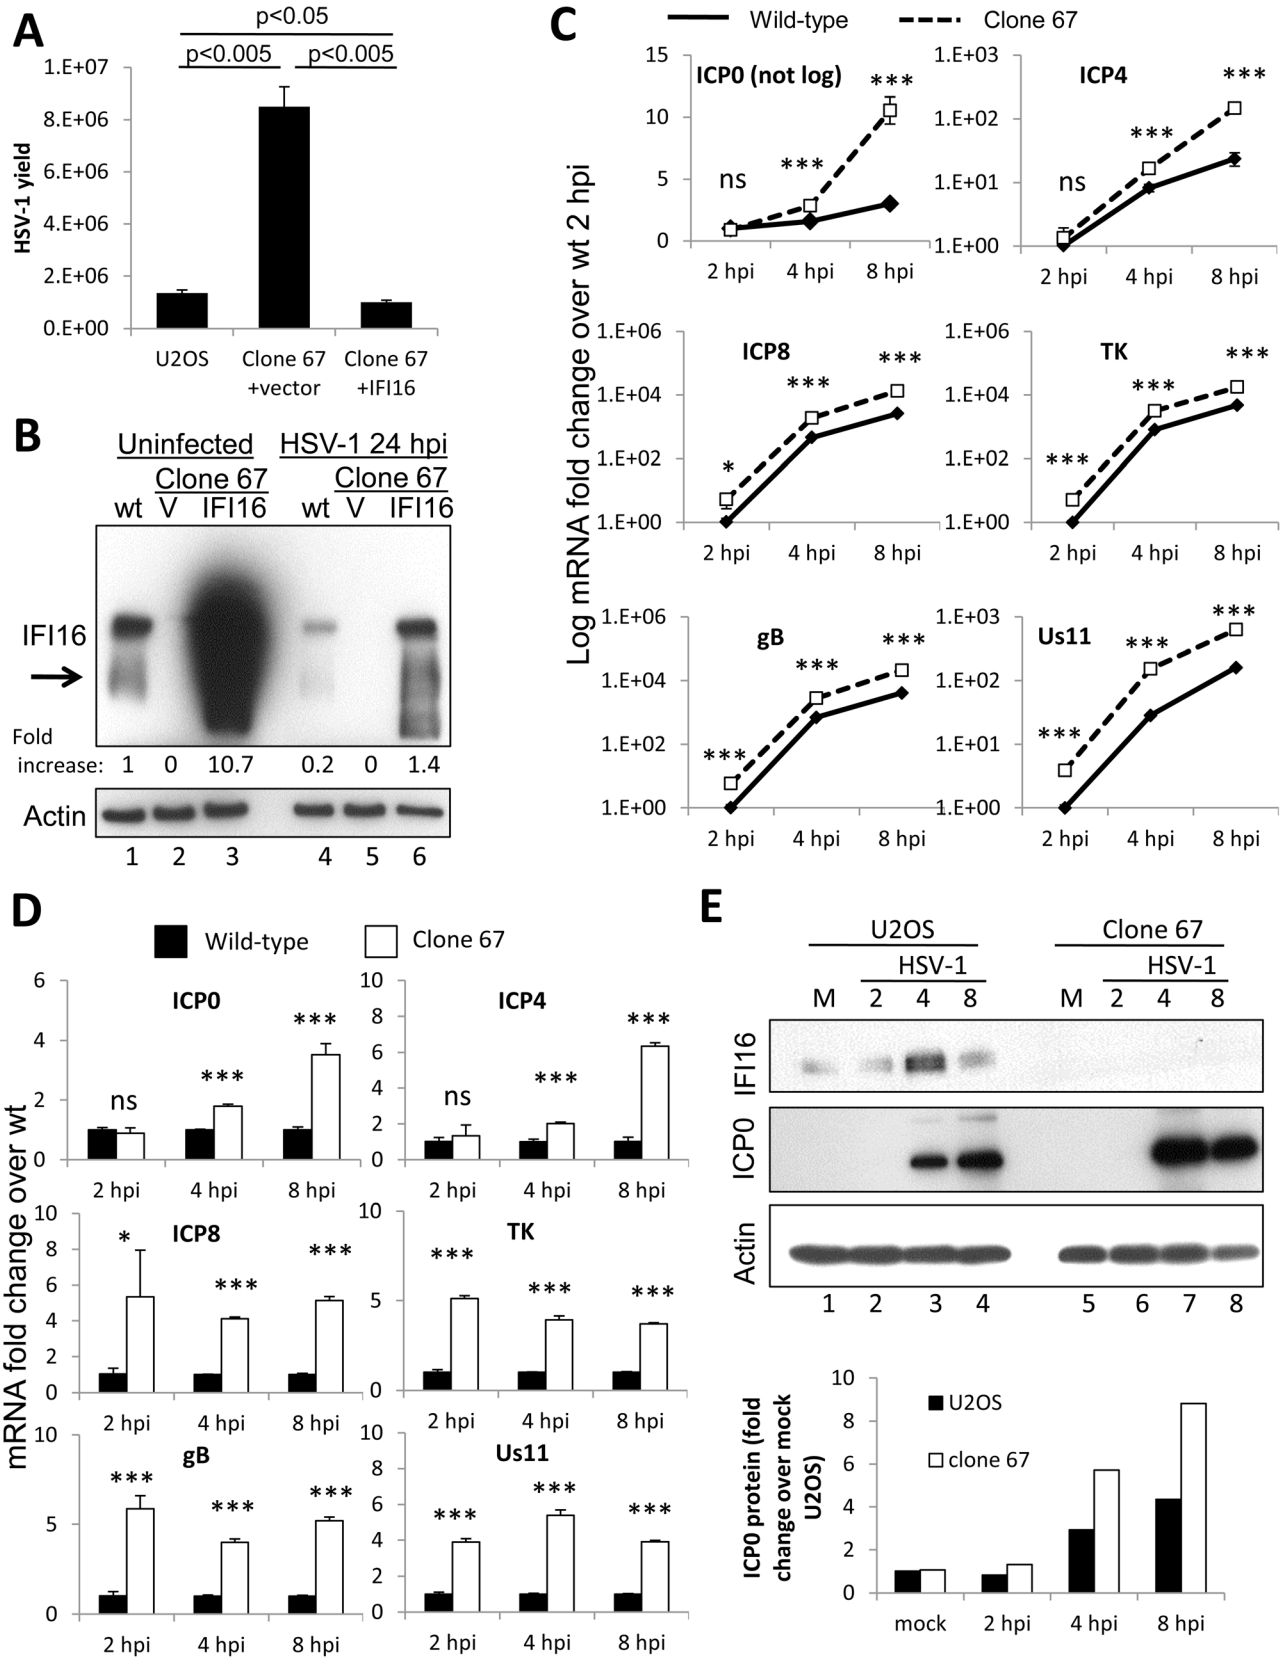 A
p<0.05
p<0.005 p<0.005
HSV-1 yield
1.E+07
8.E+06
6.E+06
4.E+06
2.E+06
0.E+00
U2OS Clone 67 Clone 67
+vector +IFI16
B
Uninfected HSV-1 24 hpi
Clone 67 Clone 67
wt V IFI16 wt V IFI16
IFI16
Fold
increase: 1 0 10.7 0.2 0 1.4
Actin
1 2 3 4 5 6
C
Wild-type Clone 67
Log mRNA fold change over wt 2 hpi
15
10
5
0
ICP0 (not log)
ns *** ***
2 hpi 4 hpi 8 hpi
1.E+03
1.E+02
1.E+01
1.E+00
ICP4
ns *** ***
2 hpi 4 hpi 8 hpi
1.E+06
1.E+04
1.E+02
1.E+00
ICP8
* *** ***
2 hpi 4 hpi 8 hpi
1.E+06
1.E+04
1.E+02
1.E+00
TK
*** *** ***
2 hpi 4 hpi 8 hpi
1.E+06
1.E+04
1.E+02
1.E+00
gB
*** *** ***
2 hpi 4 hpi 8 hpi
1.E+03
1.E+02
1.E+01
1.E+00
Us11
*** *** ***
2 hpi 4 hpi 8 hpi
D
Wild-type Clone 67
mRNA fold change over wt
6
4
2
0
ICP0
ns *** ***
2 hpi 4 hpi 8 hpi
10
8
6
4
2
0
ICP4
ns *** ***
2 hpi 4 hpi 8 hpi
10
8
6
4
2
0
ICP8
* *** ***
2 hpi 4 hpi 8 hpi
10
5
0
TK
*** *** ***
2 hpi 4 hpi 8 hpi
10
5
0
gB
*** *** ***
2 hpi 4 hpi 8 hpi
10
8
6
4
2
0
Us11
*** *** ***
2 hpi 4 hpi 8 hpi
E
U2OS Clone 67
HSV-1 HSV-1
M 2 4 8 M 2 4 8
IFI16
ICP0
Actin
1 2 3 4 5 6 7 8
ICP0 protein (fold
change over mock
U2OS)
10
8
6
4
2
0
U2OS
clone 67
mock 2 hpi 4 hpi 8 hpi